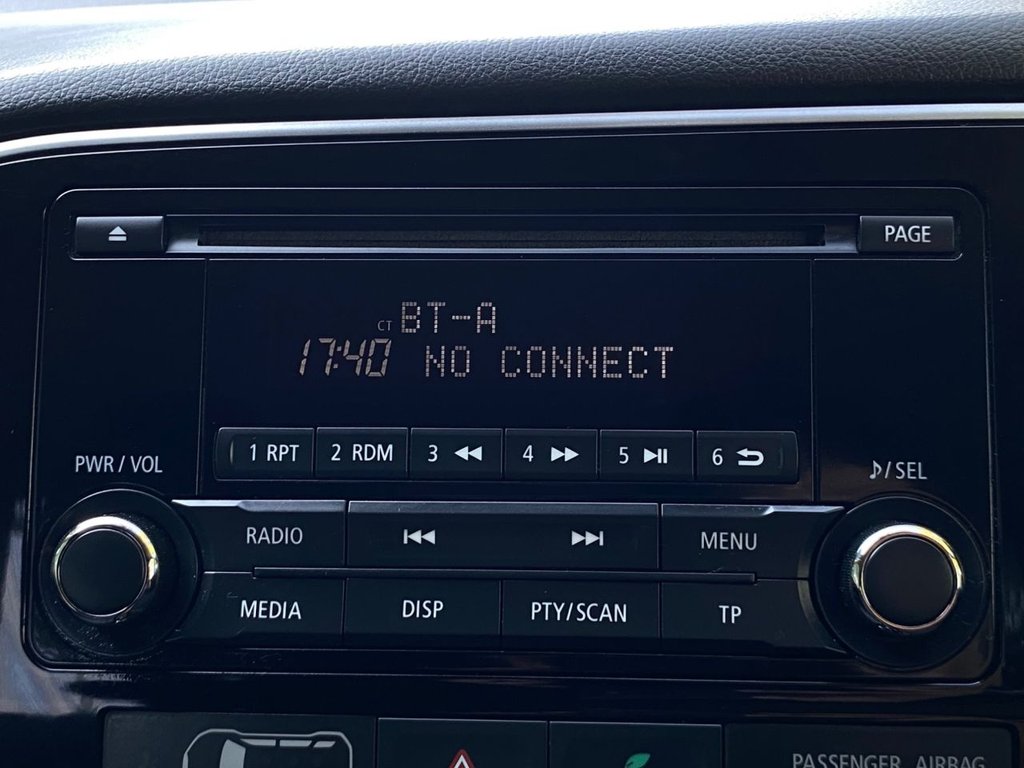 PAGE
CT BT-A
17:40 NO CONNECT
1 RPT 2 RDM 3 4 5 6
PWR / VOL
♪/ SEL
RADIO MENU
MEDIA DISP PTY/SCAN TP
PASSENGER AIRBAG